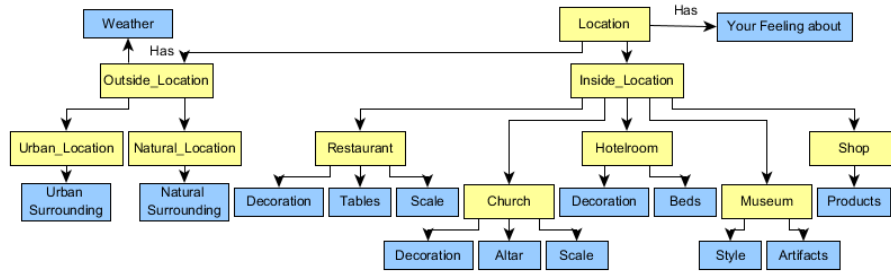 Weather
Location
Has
Your Feeling about
Has
Outside_Location
Inside_Location
Urban_Location
Natural_Location
Restaurant
Hotelroom
Shop
Urban
Surrounding
Natural
Surrounding
Decoration
Tables
Scale
Church
Decoration
Beds
Museum
Products
Decoration
Altar
Scale
Style
Artifacts